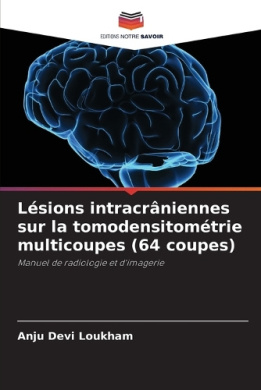 EDITIONS NOTRE SAVOIR
Lésions intracrâniennes
sur la tomodensitométrie
multicoupes (64 coupes)
Manuel de radiologie et d'imagerie
Anju Devi Loukham